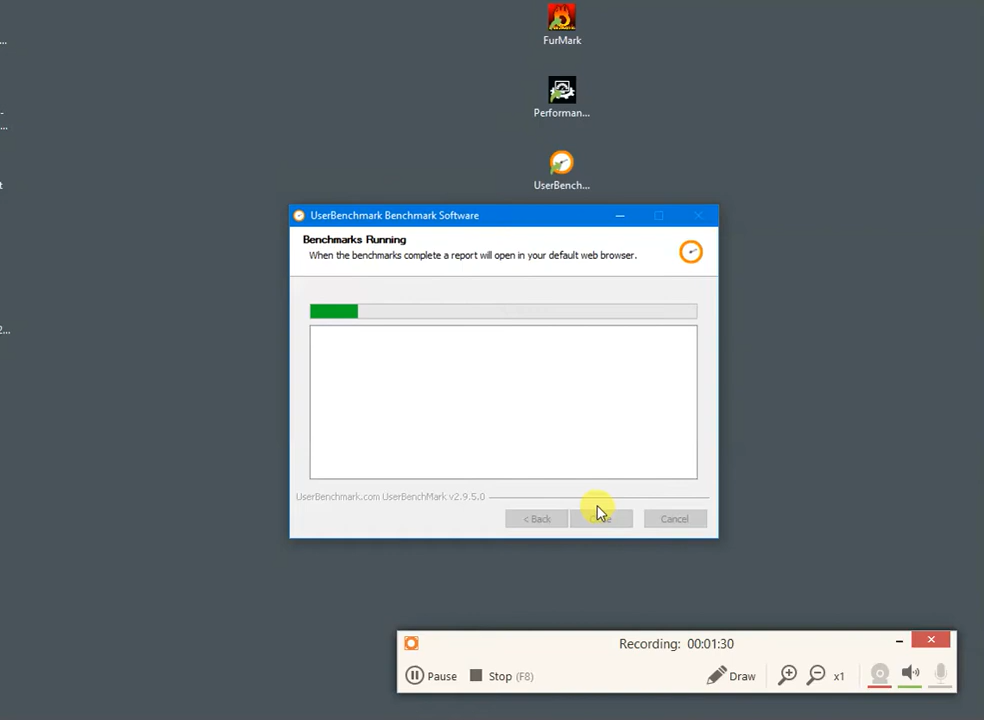 ...
FurMark
Performan...
-
...
t
UserBench...
UserBenchmark Benchmark Software
Benchmarks Running
When the benchmarks complete a report will open in your default web browser.
2...
UserBenchmark.com UserBenchMark v2.9.5.0
< Back
Cancel
Recording: 00:01:30
Pause
Stop (F8)
Draw
x1